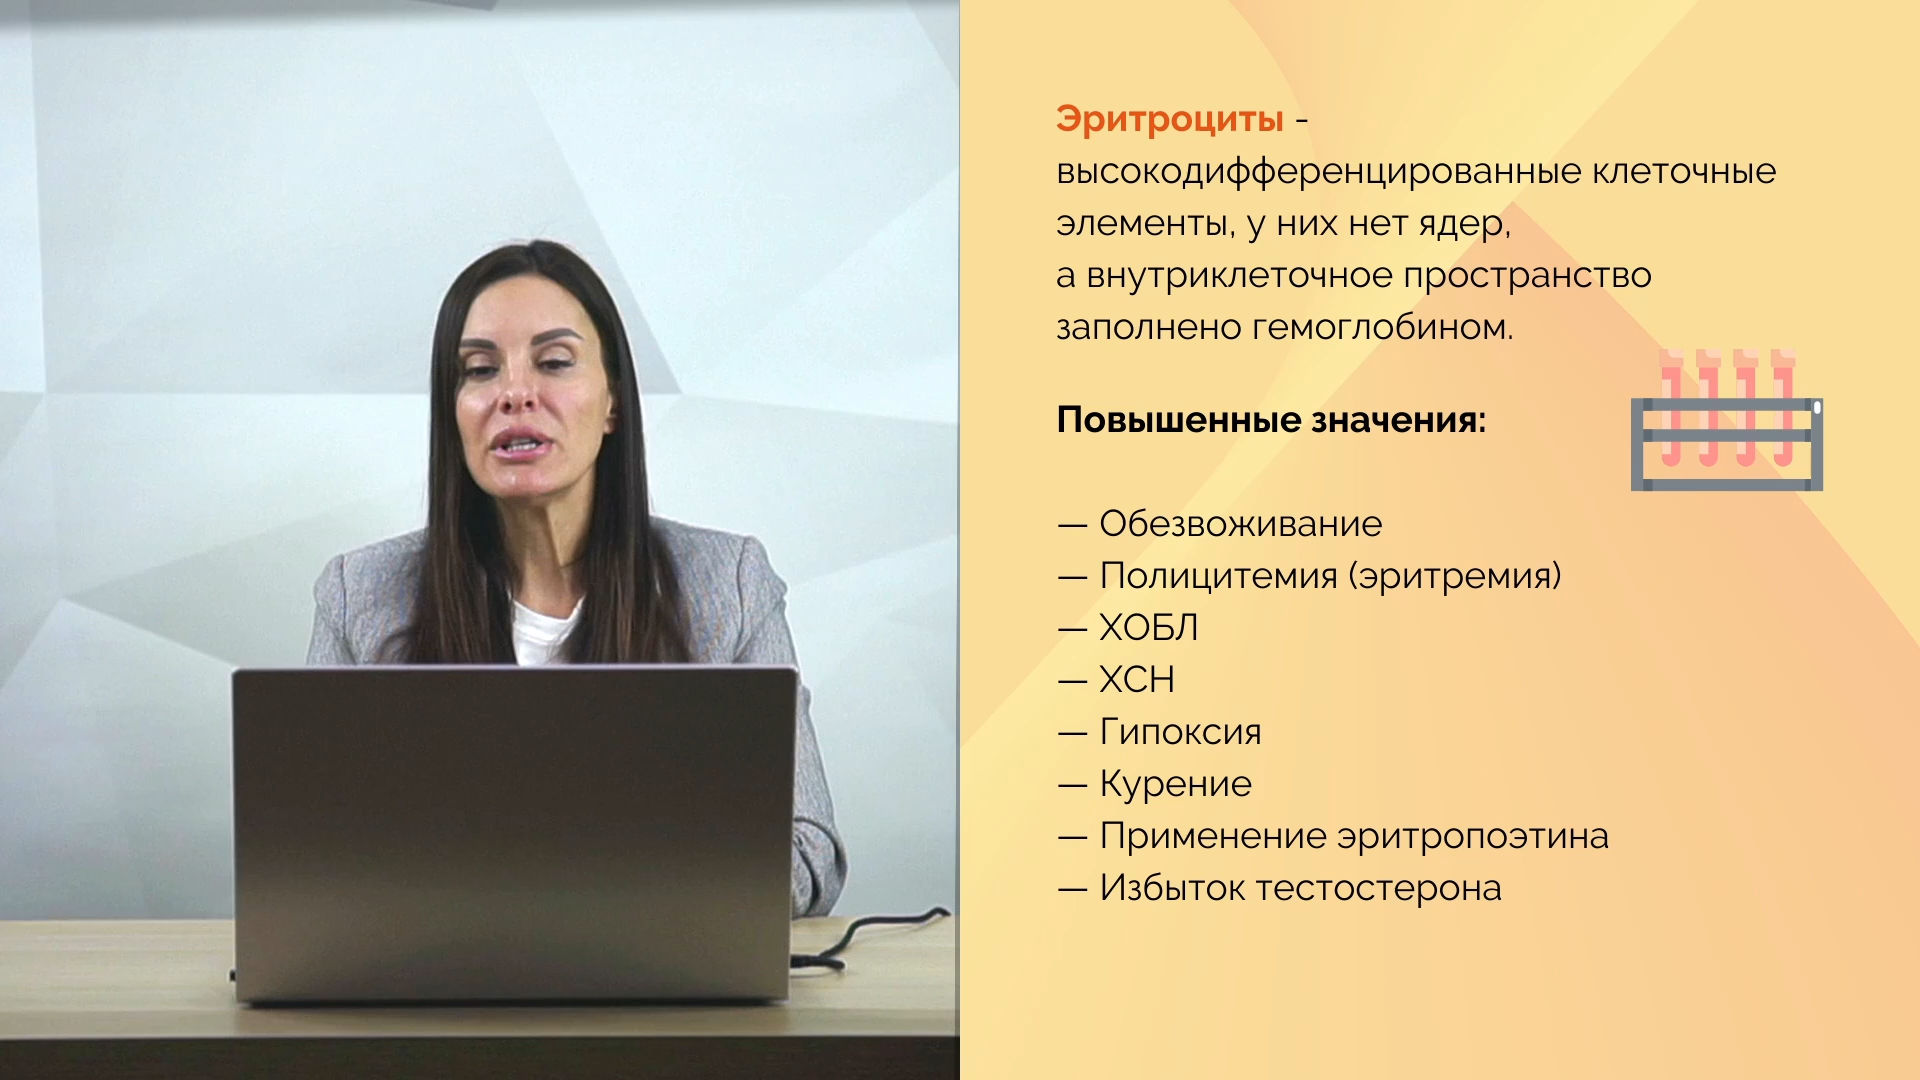 Эритроциты -
высокодифференцированные клеточные
элементы, у них нет ядер,
а внутриклеточное пространство
заполнено гемоглобином.
Повышенные значения:
— Обезвоживание
— Полицитемия (эритремия)
— ХОБЛ
— ХСН
— Гипоксия
— Курение
— Применение эритропоэтина
— Избыток тестостерона